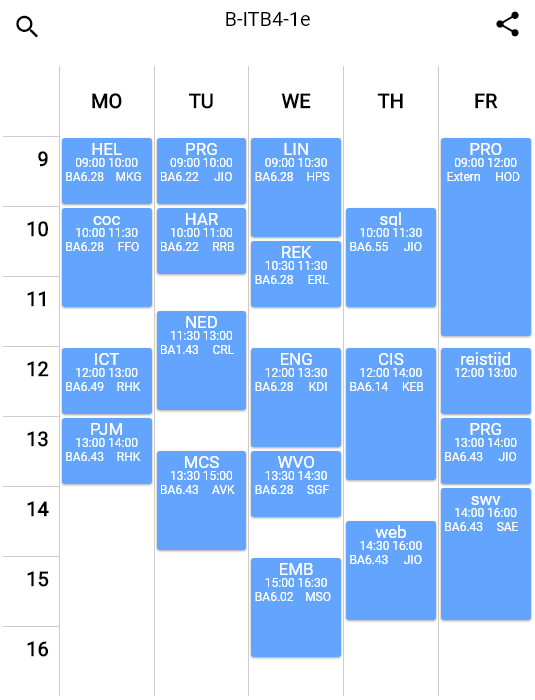 B-ITB4-1e
MO TU WE TH FR
9
10
11
12
13
14
15
16
HEL
09:00 10:00
BA6.28 MKG
coc
10:00 11:30
BA6.28 FFO
ICT
12:00 13:00
BA6.49 RHK
PJM
13:00 14:00
BA6.43 RHK
PRG
09:00 10:00
BA6.22 JIO
HAR
10:00 11:00
BA6.22 RRB
NED
11:30 13:00
BA1.43 CRL
MCS
13:30 15:00
BA6.43 AVK
LIN
09:00 10:30
BA6.28 HPS
REK
10:30 11:30
BA6.28 ERL
ENG
12:00 13:30
BA6.28 KDI
WVO
13:30 14:30
BA6.28 SGF
EMB
15:00 16:30
BA6.02 MSO
sql
10:00 11:30
BA6.55 JIO
CIS
12:00 14:00
BA6.14 KEB
web
14:30 16:00
BA6.43 JIO
PRO
09:00 12:00
Extern HOD
reistijd
12:00 13:00
PRG
13:00 14:00
BA6.43 JIO
swv
14:00 16:00
BA6.43 SAE